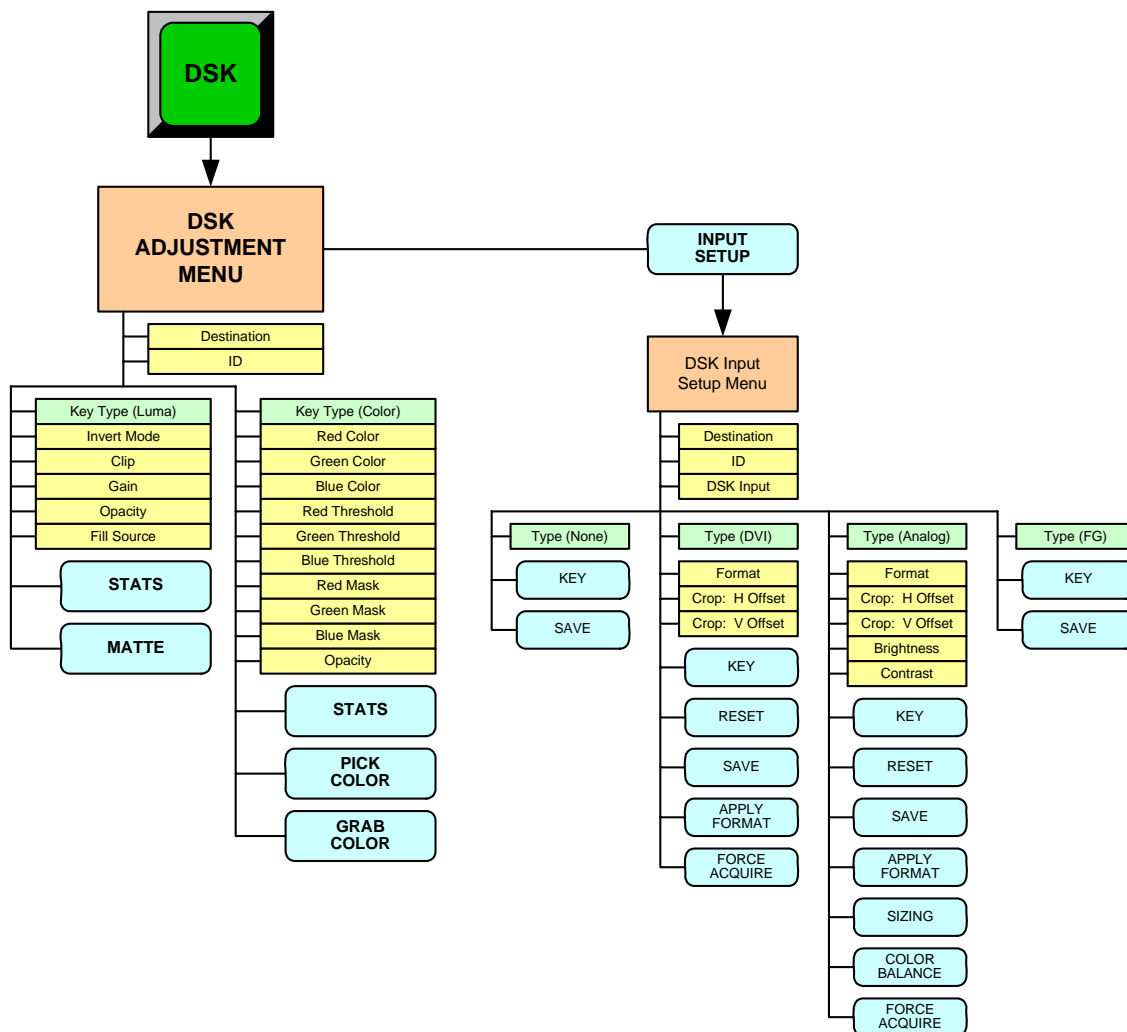 DSK
DSK
ADJUSTMENT
MENU
INPUT
SETUP
Destination
ID
Key Type (Luma)
Invert Mode
Clip
Gain
Opacity
Fill Source
STATS
MATTE
Key Type (Color)
Red Color
Green Color
Blue Color
Red Threshold
Green Threshold
Blue Threshold
Red Mask
Green Mask
Blue Mask
Opacity
STATS
PICK
COLOR
GRAB
COLOR
DSK Input
Setup Menu
Destination
ID
DSK Input
Type (None)
KEY
SAVE
Type (DVI)
Format
Crop: H Offset
Crop: V Offset
KEY
RESET
SAVE
APPLY
FORMAT
FORCE
ACQUIRE
Type (Analog)
Format
Crop: H Offset
Crop: V Offset
Brightness
Contrast
KEY
RESET
SAVE
APPLY
FORMAT
SIZING
COLOR
BALANCE
FORCE
ACQUIRE
Type (FG)
KEY
SAVE